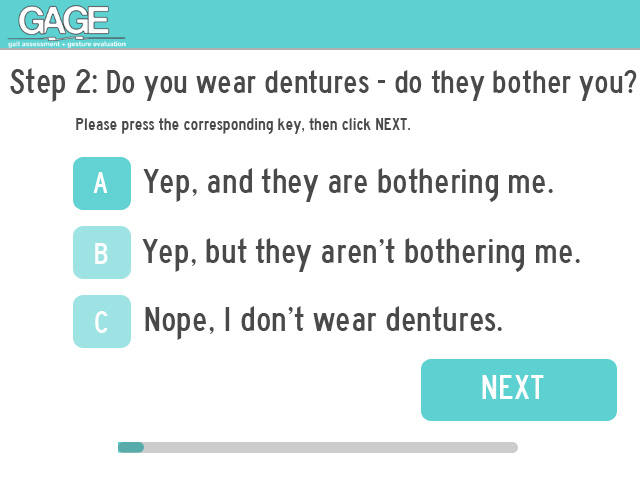 GAGE
gait assessment + gesture evaluation
Step 2: Do you wear dentures - do they bother you?
Please press the corresponding key, then click NEXT.
A Yep, and they are bothering me.
B Yep, but they aren't bothering me.
C Nope, I don't wear dentures.
NEXT